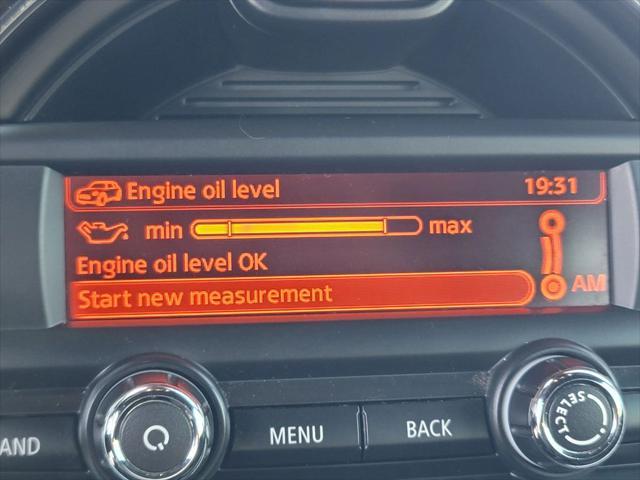 Engine oil level 19:31
min max
Engine oil level OK
Start new measurement AM
AND MENU BACK SELECT